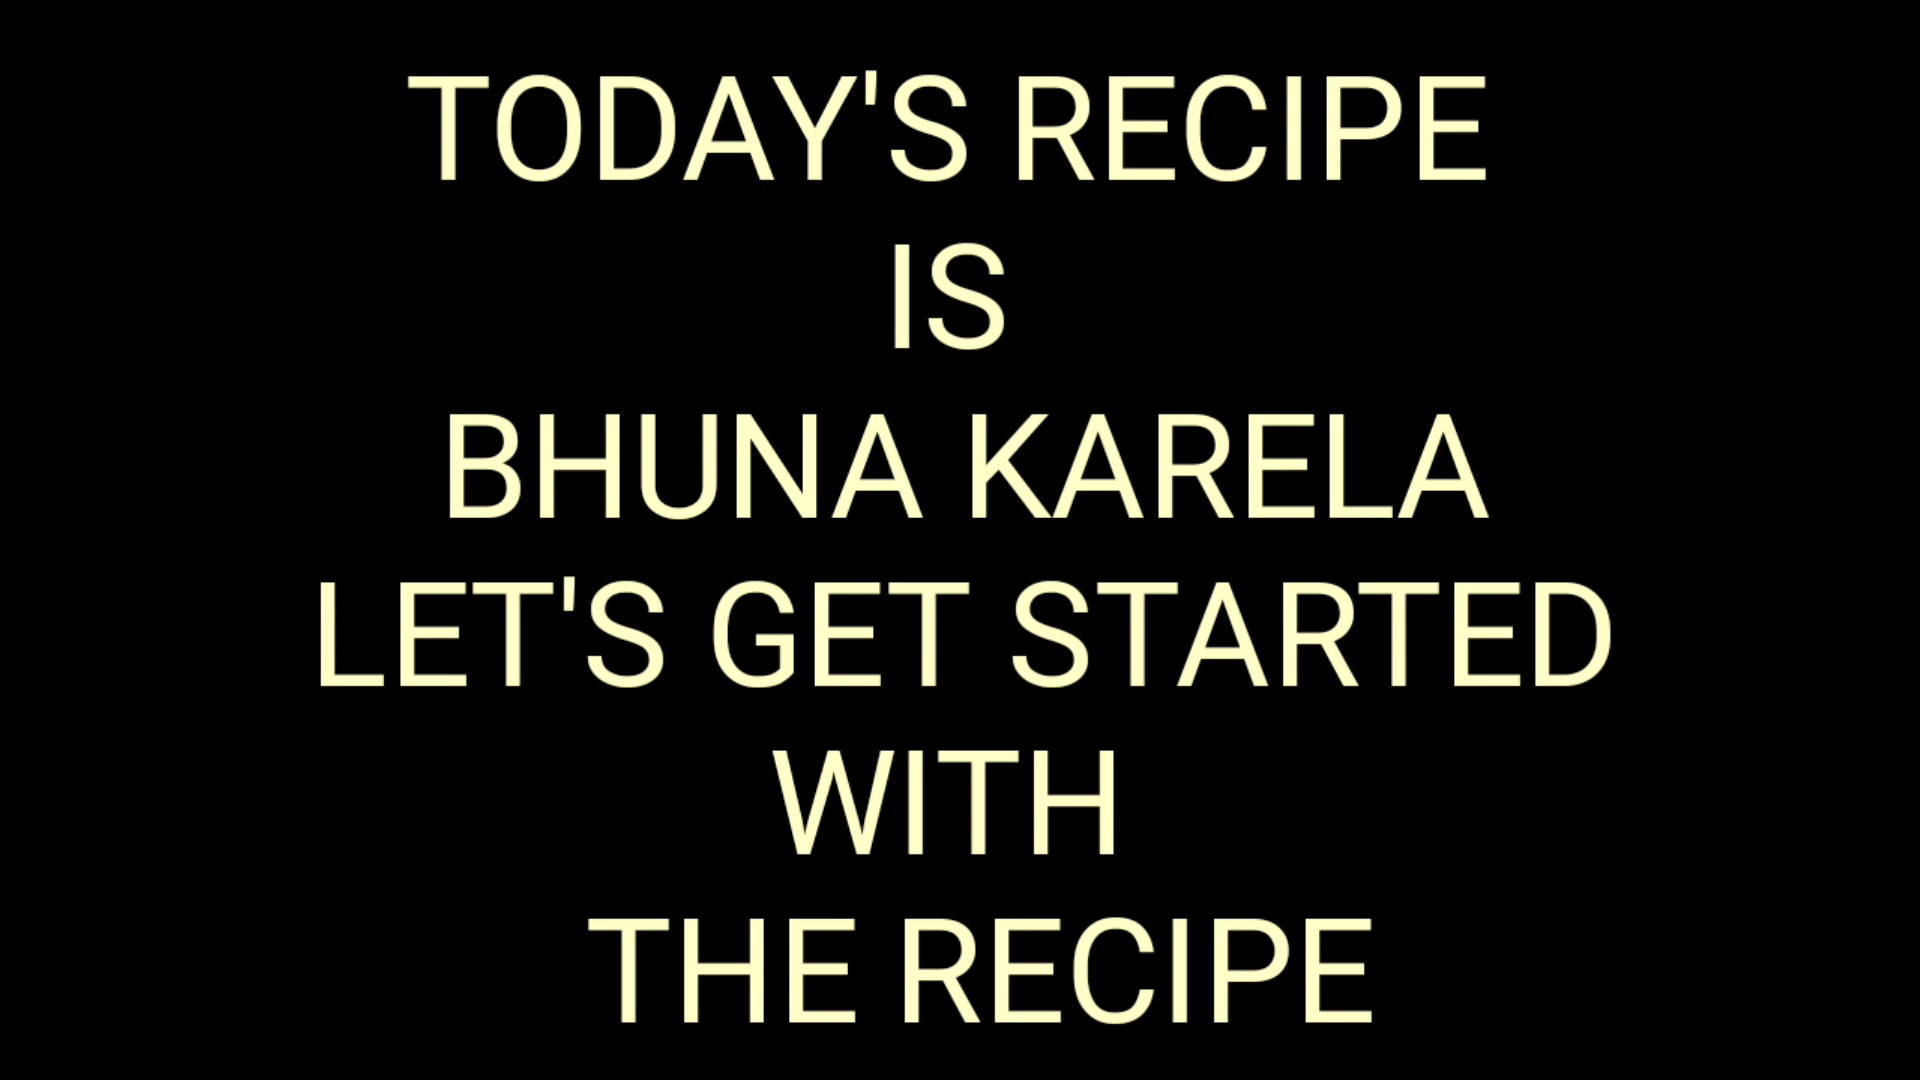 TODAY'S RECIPE
IS
BHUNA KARELA
LET'S GET STARTED
WITH
THE RECIPE